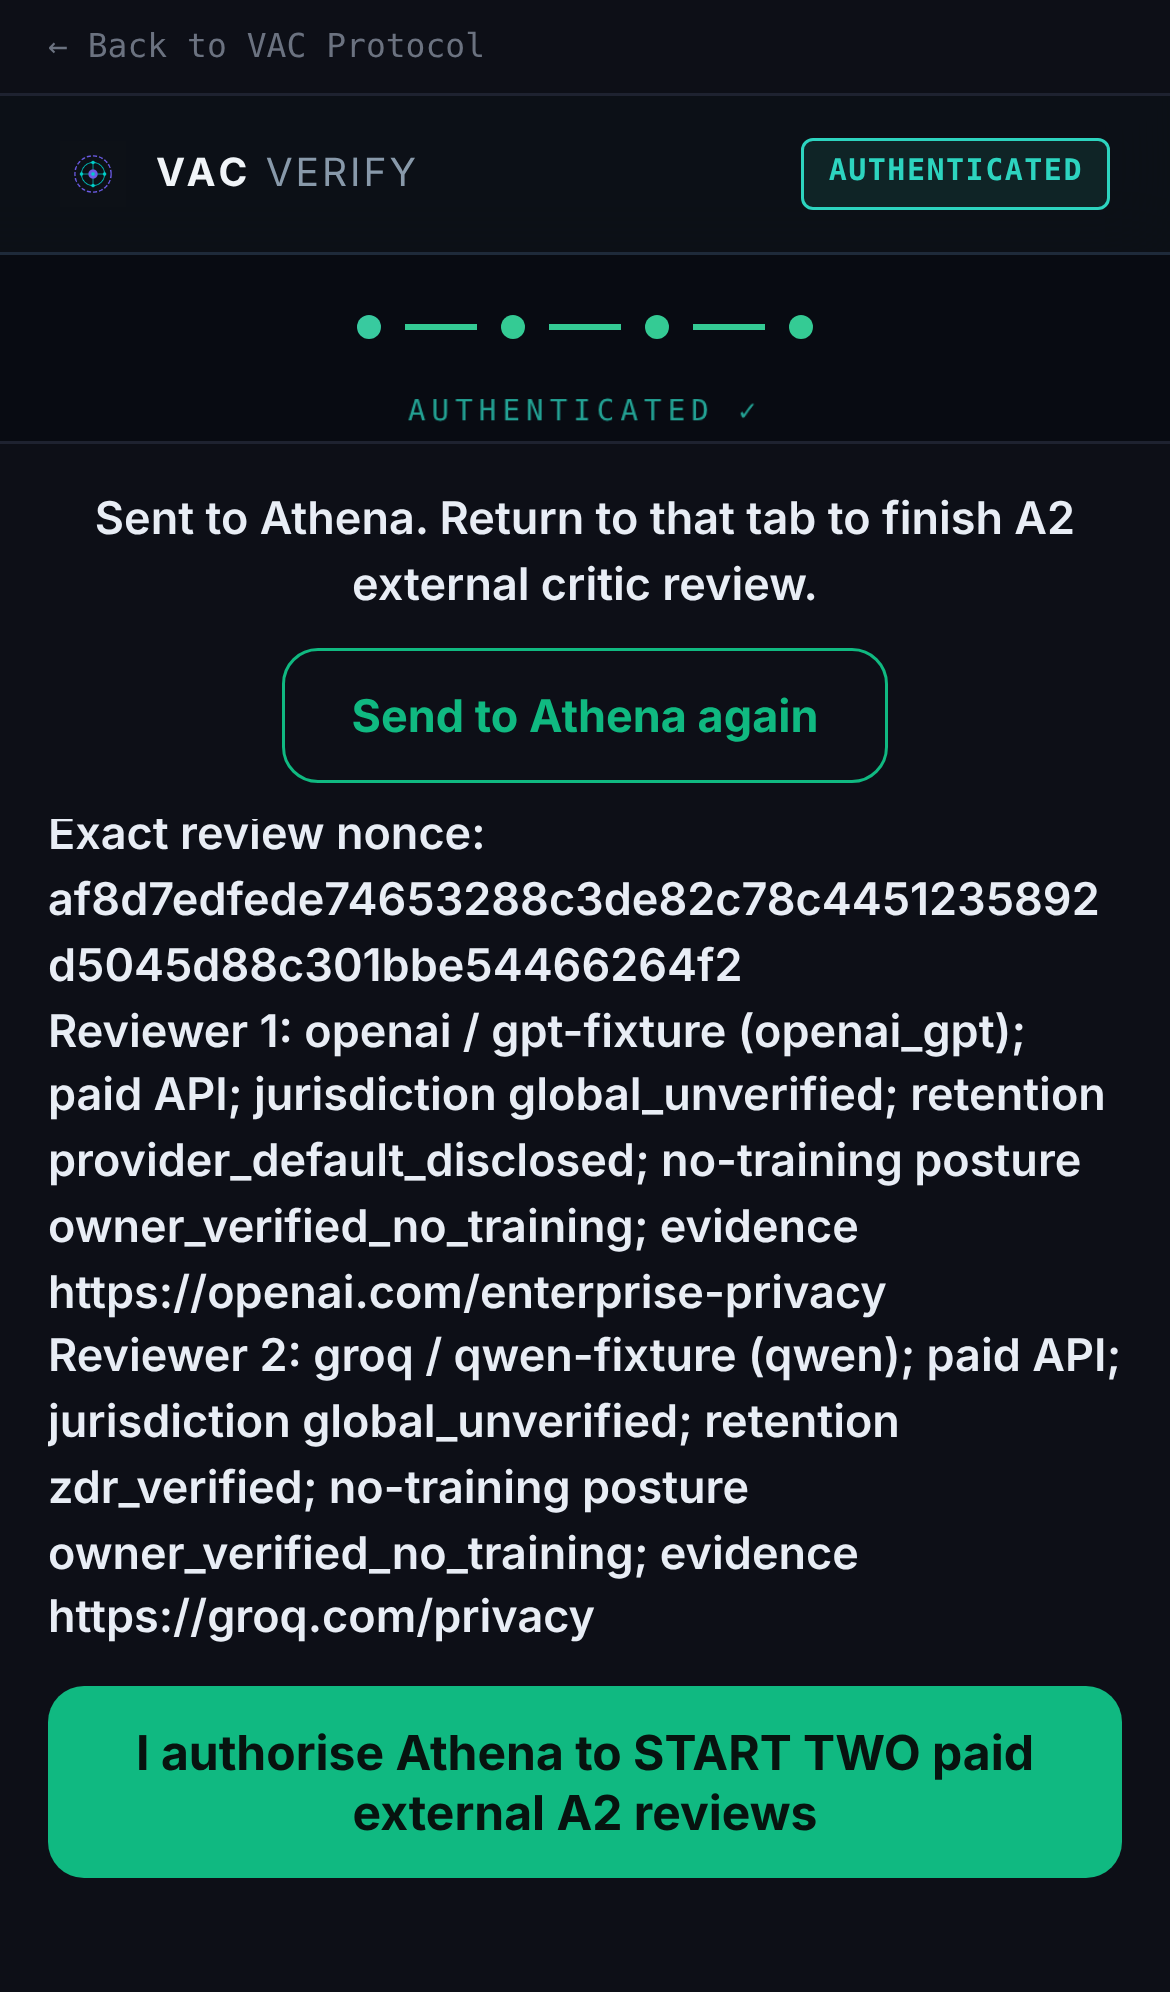 ← Back to VAC Protocol
VAC VERIFY
AUTHENTICATED
AUTHENTICATED ✓
Sent to Athena. Return to that tab to finish A2
external critic review.
Send to Athena again
Exact review nonce:
af8d7edfede74653288c3de82c78c4451235892
d5045d88c301bbe54466264f2
Reviewer 1: openai / gpt-fixture (openai_gpt);
paid API; jurisdiction global_unverified; retention
provider_default_disclosed; no-training posture
owner_verified_no_training; evidence
https://openai.com/enterprise-privacy
Reviewer 2: groq / qwen-fixture (qwen); paid API;
jurisdiction global_unverified; retention
zdr_verified; no-training posture
owner_verified_no_training; evidence
https://groq.com/privacy
I authorise Athena to START TWO paid
external A2 reviews